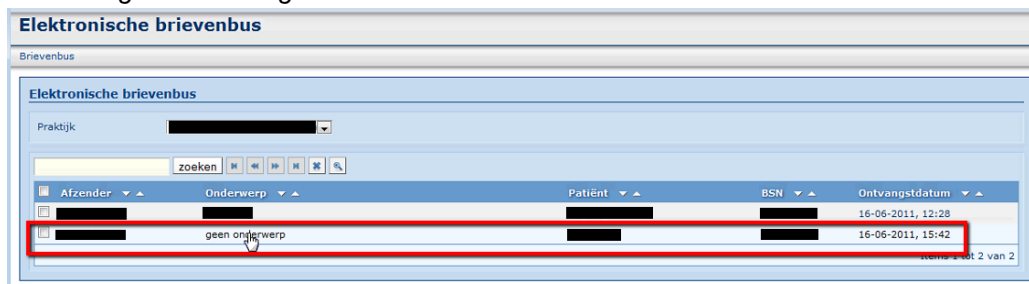 Elektronische brievenbus
Brievenbus
Elektronische brievenbus
Praktijk
zoeken
Afzender Onderwerp Patiënt BSN Ontvangstdatum
16-06-2011, 12:28
geen onderwerp 16-06-2011, 15:42
Items 1 tot 2 van 2